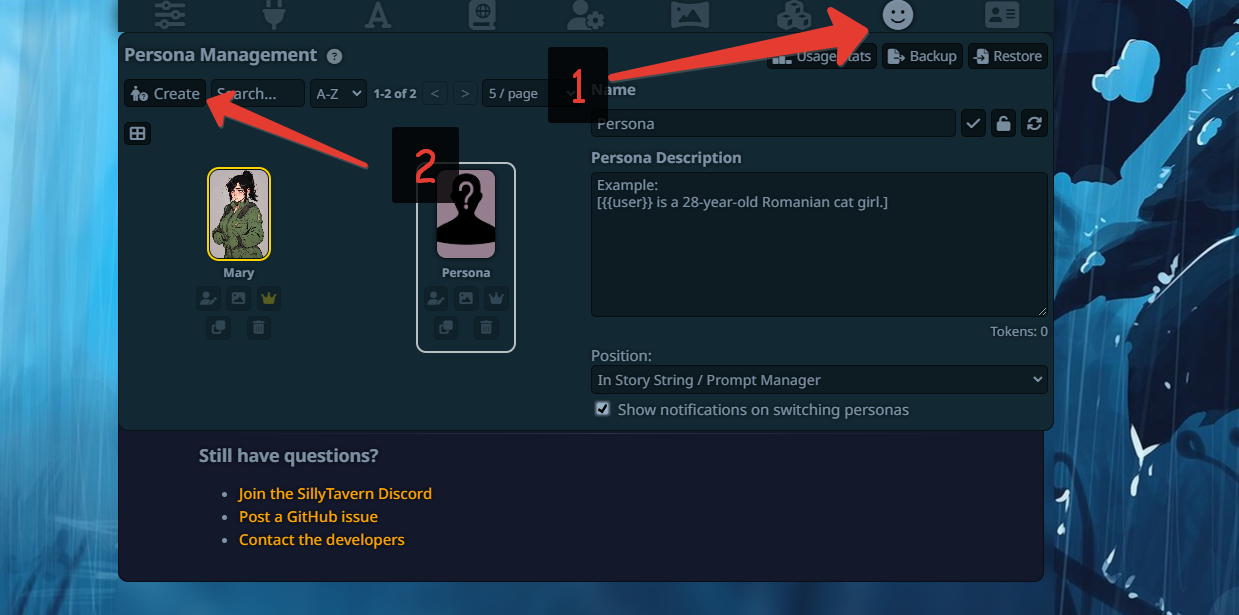 Persona Management ?
Usage Stats
Backup
Restore
1
Create
Search...
A-Z
1-2 of 2
<
>
5 / page
Name
Persona
2
Mary
?
Persona
Persona Description
Example:
[{{user}} is a 28-year-old Romanian cat girl.]
Tokens: 0
Position:
In Story String / Prompt Manager
Show notifications on switching personas
Still have questions?
Join the SillyTavern Discord
Post a GitHub issue
Contact the developers